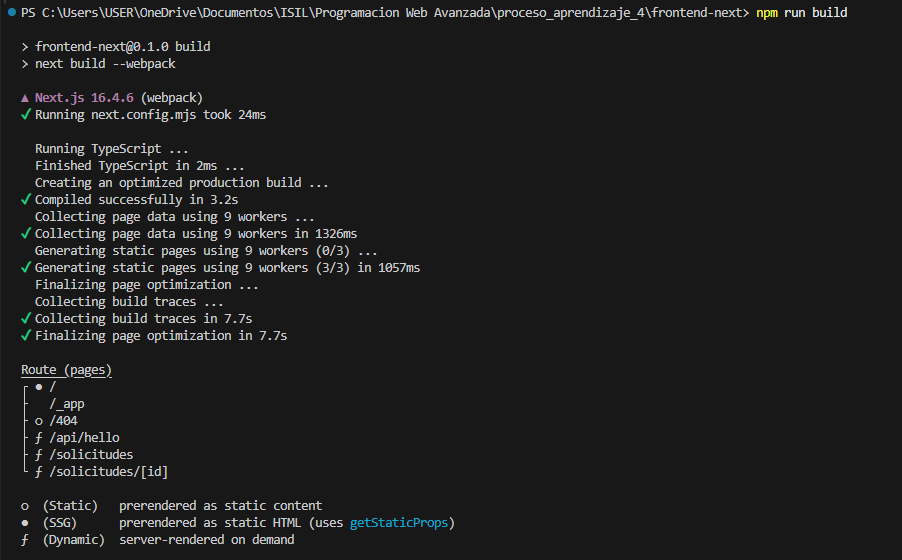 PS C:\Users\USER\OneDrive\Documentos\ISIL\Programacion Web Avanzada\proceso_aprendizaje_4\frontend-next> npm run build
> frontend-next@0.1.0 build
> next build --webpack
▲ Next.js 16.4.6 (webpack)
✓ Running next.config.mjs took 24ms
Running TypeScript ...
Finished TypeScript in 2ms ...
Creating an optimized production build ...
✓ Compiled successfully in 3.2s
Collecting page data using 9 workers ...
✓ Collecting page data using 9 workers in 1326ms
Generating static pages using 9 workers (0/3) ...
✓ Generating static pages using 9 workers (3/3) in 1057ms
Finalizing page optimization ...
Collecting build traces ...
✓ Collecting build traces in 7.7s
✓ Finalizing page optimization in 7.7s
Route (pages)
┌ ● /
├   /_app
├ ○ /404
├ ƒ /api/hello
├ ƒ /solicitudes
└ ƒ /solicitudes/[id]
○ (Static) prerendered as static content
● (SSG) prerendered as static HTML (uses getStaticProps)
ƒ (Dynamic) server-rendered on demand